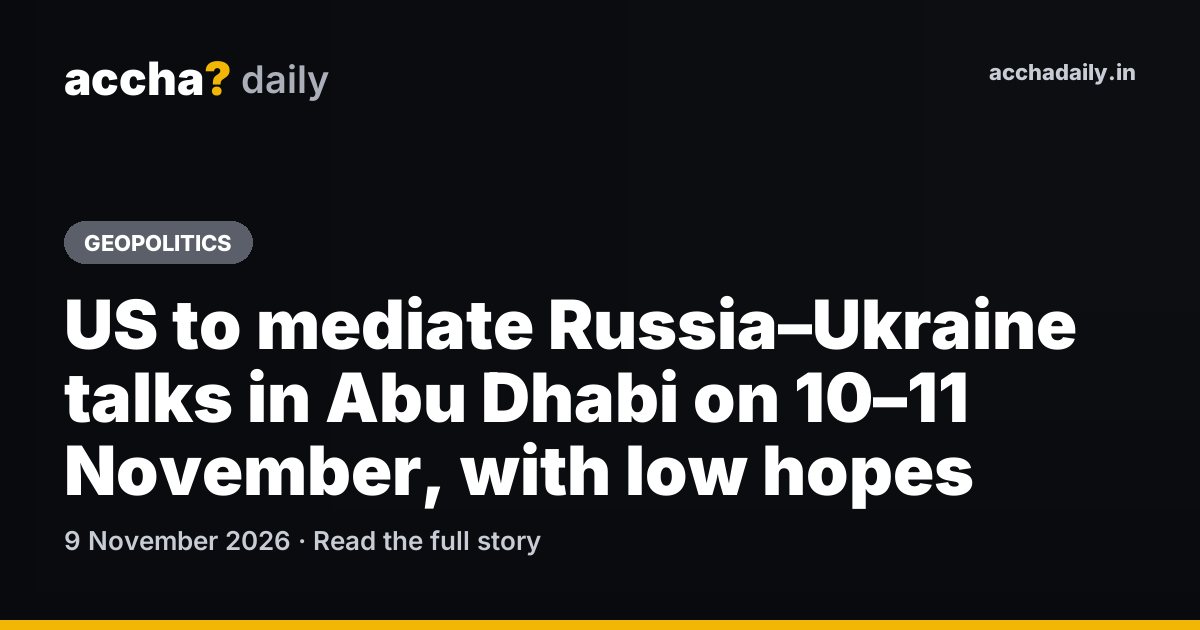 accha? daily
acchadaily.in
GEOPOLITICS
US to mediate Russia–Ukraine
talks in Abu Dhabi on 10–11
November, with low hopes
9 November 2026 · Read the full story